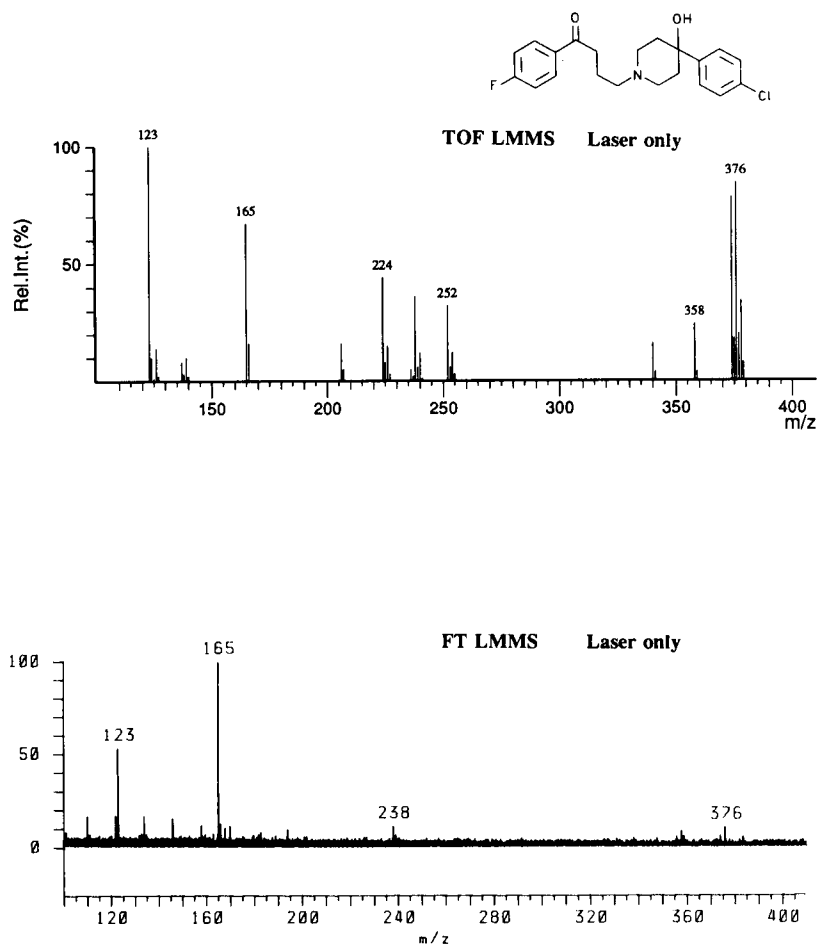 O
OH
F
N
Cl
TOF LMMS Laser only
Rel.Int.(%)
100
50
123
165
224
252
358
376
150 200 250 300 350 400
m/z
FT LMMS Laser only
100
50
0
123
165
238
376
120 160 200 240 280 320 360 400
m/z